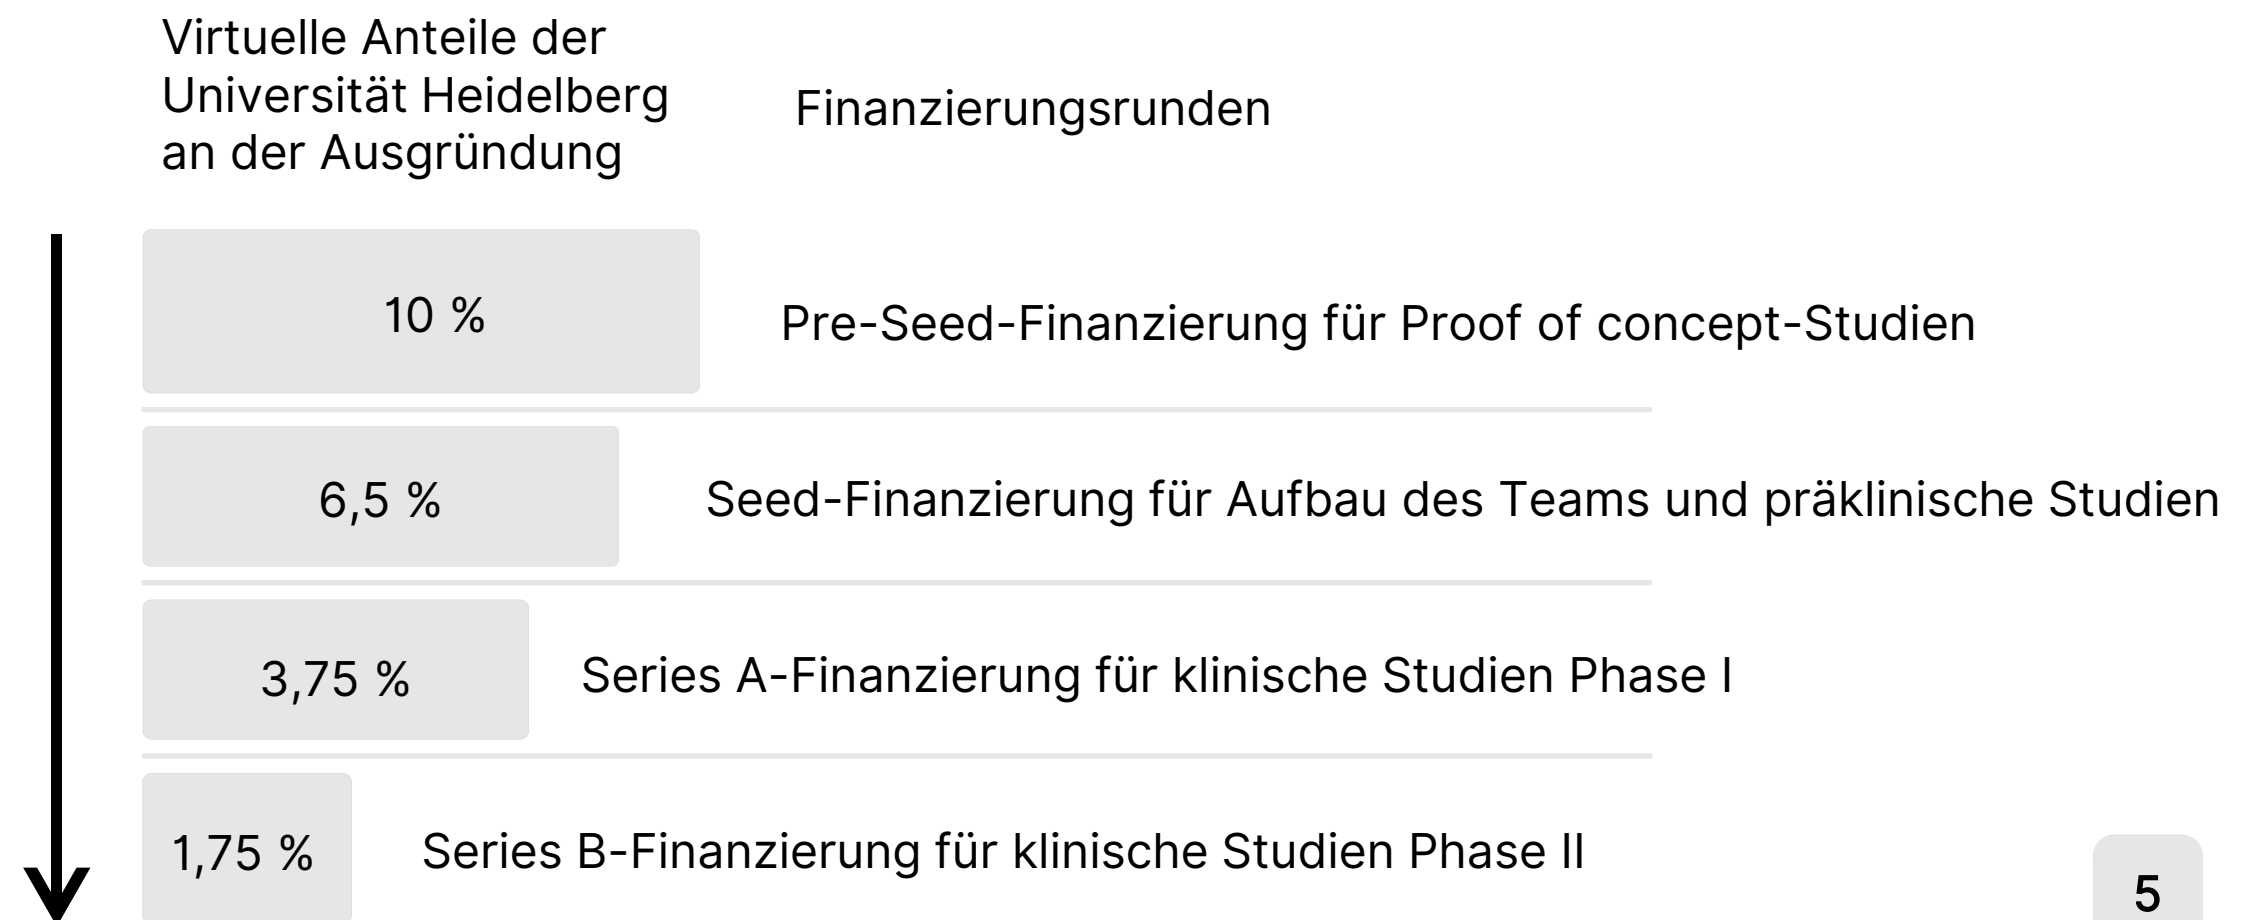 Virtuelle Anteile der
Universität Heidelberg
an der Ausgründung
Finanzierungsrunden
10 %
Pre-Seed-Finanzierung für Proof of concept-Studien
6,5 %
Seed-Finanzierung für Aufbau des Teams und präklinische Studien
3,75 %
Series A-Finanzierung für klinische Studien Phase I
1,75 %
Series B-Finanzierung für klinische Studien Phase II
5